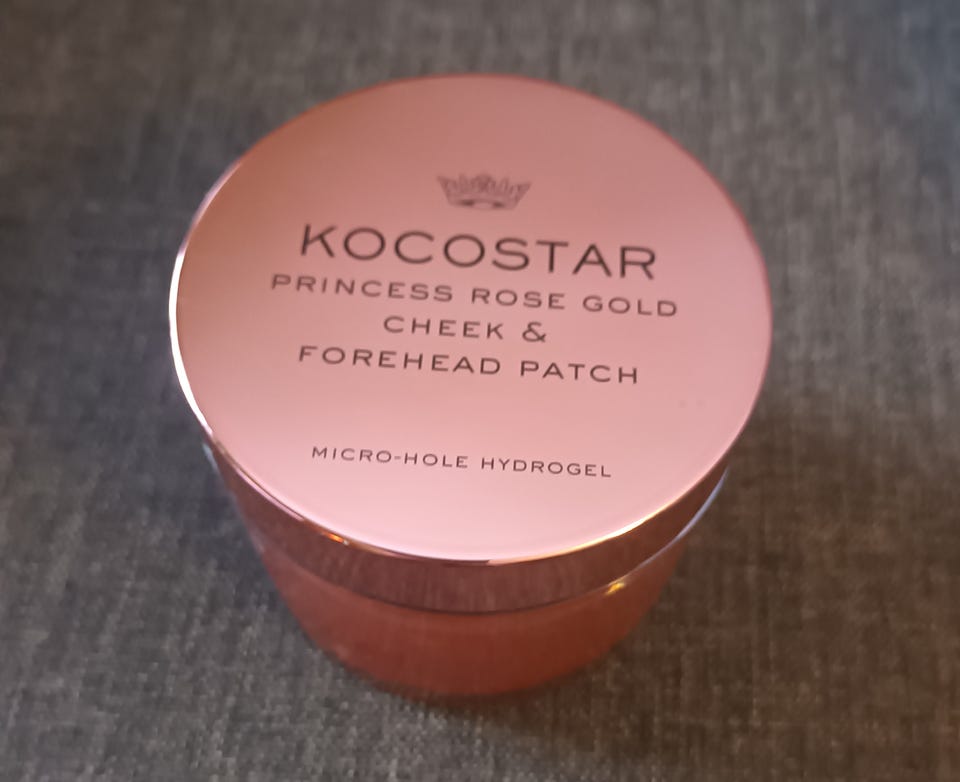 KOCOSTAR
PRINCESS ROSE GOLD
CHEEK &
FOREHEAD PATCH
MICRO-HOLE HYDROGEL